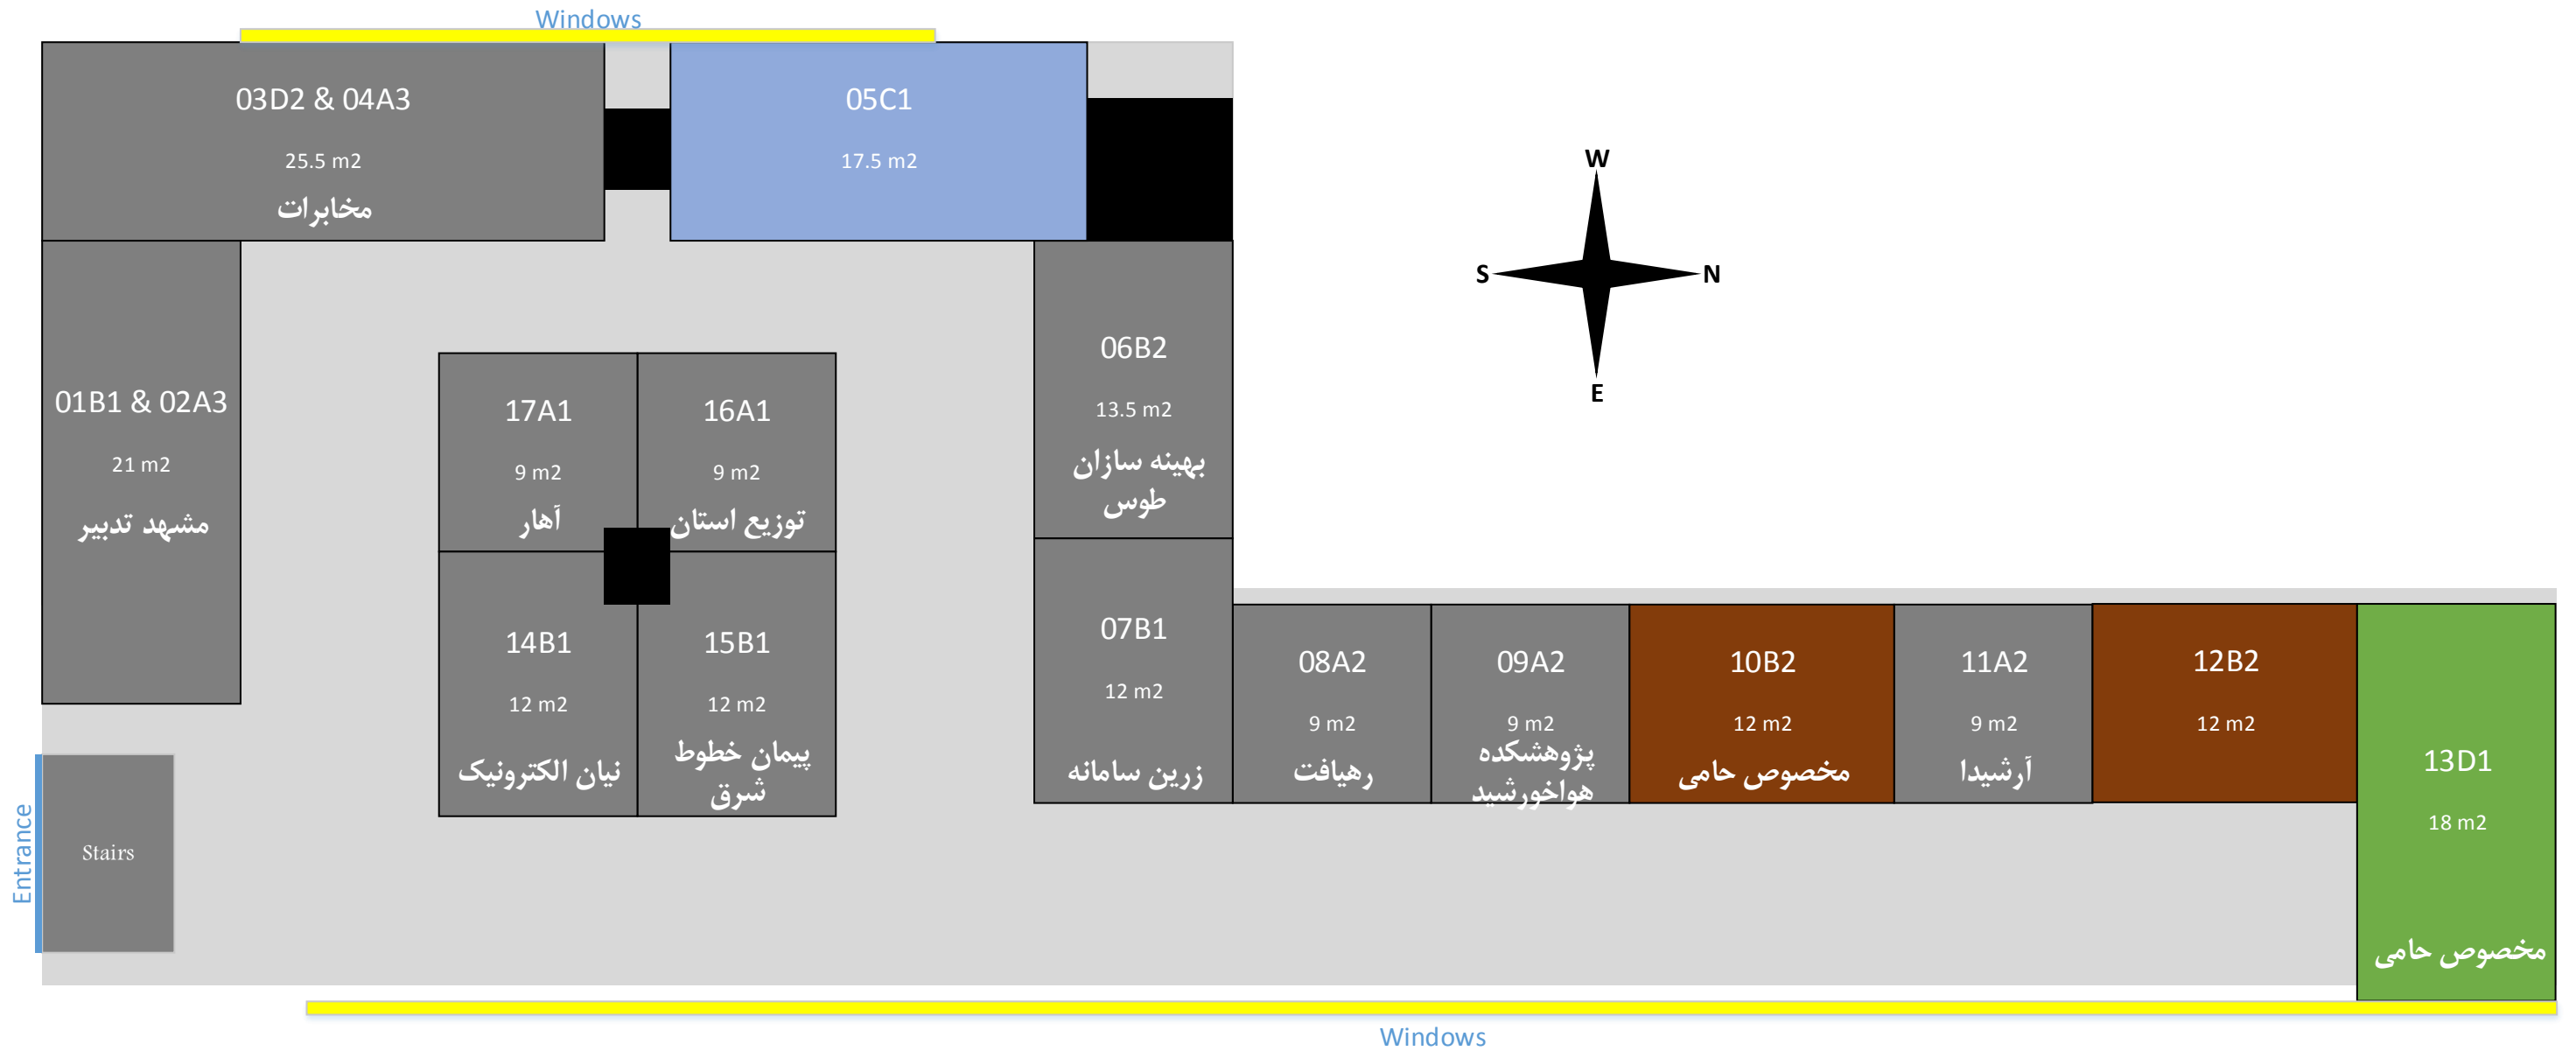 Windows
03D2 & 04A3
25.5 m2
مخابرات
05C1
17.5 m2
W
S
N
E
01B1 & 02A3
21 m2
مشهد تدبیر
17A1
9 m2
آهار
16A1
9 m2
توزیع استان
06B2
13.5 m2
بهینه سازان
طوس
14B1
12 m2
نیان الکترونیک
15B1
12 m2
پیمان خطوط
شرق
07B1
12 m2
زرین سامانه
08A2
9 m2
رهیافت
09A2
9 m2
پژوهشکده
هواخورشید
10B2
12 m2
مخصوص حامی
11A2
9 m2
آرشیدا
12B2
12 m2
13D1
18 m2
مخصوص حامی
Entrance
Stairs
Windows